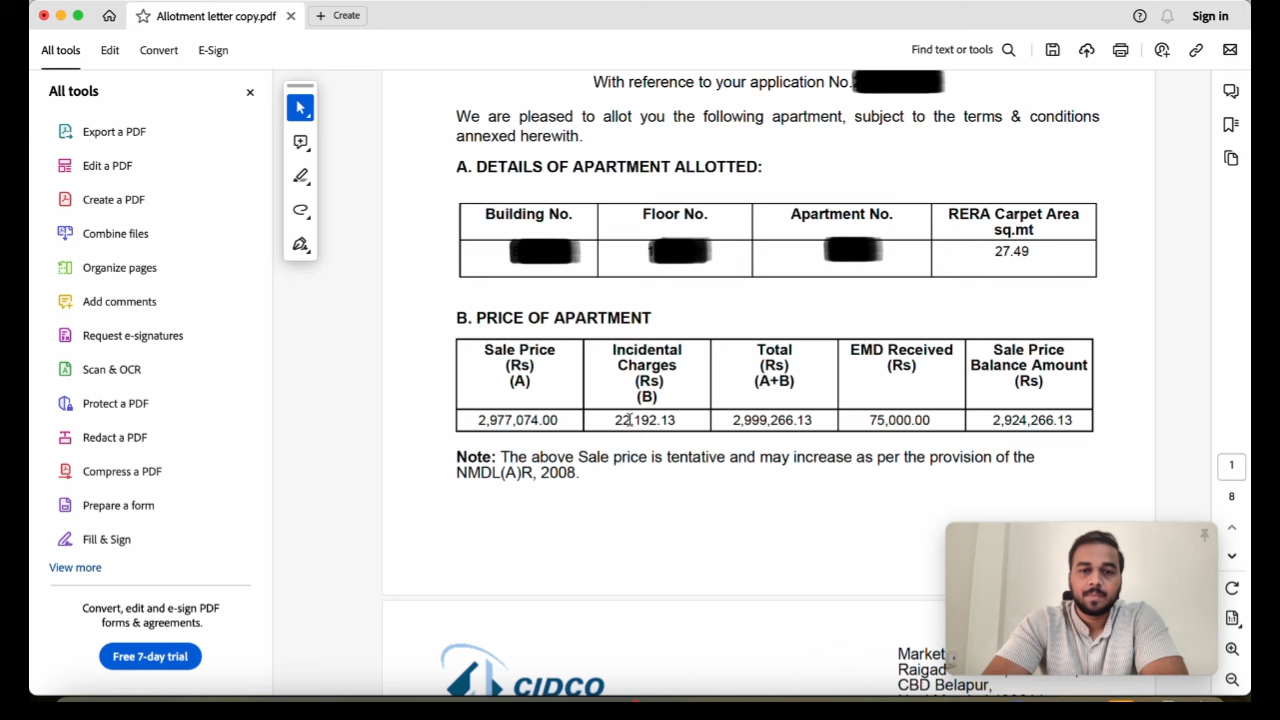 Allotment letter copy.pdf
Create
Sign in
All tools
Edit
Convert
E-Sign
Find text or tools
All tools
Export a PDF
Edit a PDF
Create a PDF
Combine files
Organize pages
Add comments
Request e-signatures
Scan & OCR
Protect a PDF
Redact a PDF
Compress a PDF
Prepare a form
Fill & Sign
View more
Convert, edit and e-sign PDF
forms & agreements.
Free 7-day trial
With reference to your application No.
We are pleased to allot you the following apartment, subject to the terms & conditions
annexed herewith.
A. DETAILS OF APARTMENT ALLOTTED:
Building No. Floor No. Apartment No. RERA Carpet Area
sq.mt
27.49
B. PRICE OF APARTMENT
Sale Price Incidental Total EMD Received Sale Price
(Rs) Charges (Rs) (Rs) Balance Amount
(A) (Rs) (A+B) (Rs)
(B)
2,977,074.00 22,192.13 2,999,266.13 75,000.00 2,924,266.13
Note: The above Sale price is tentative and may increase as per the provision of the
NMDL(A)R, 2008.
1
8
CIDCO
Market
Raigad
CBD Belapur,